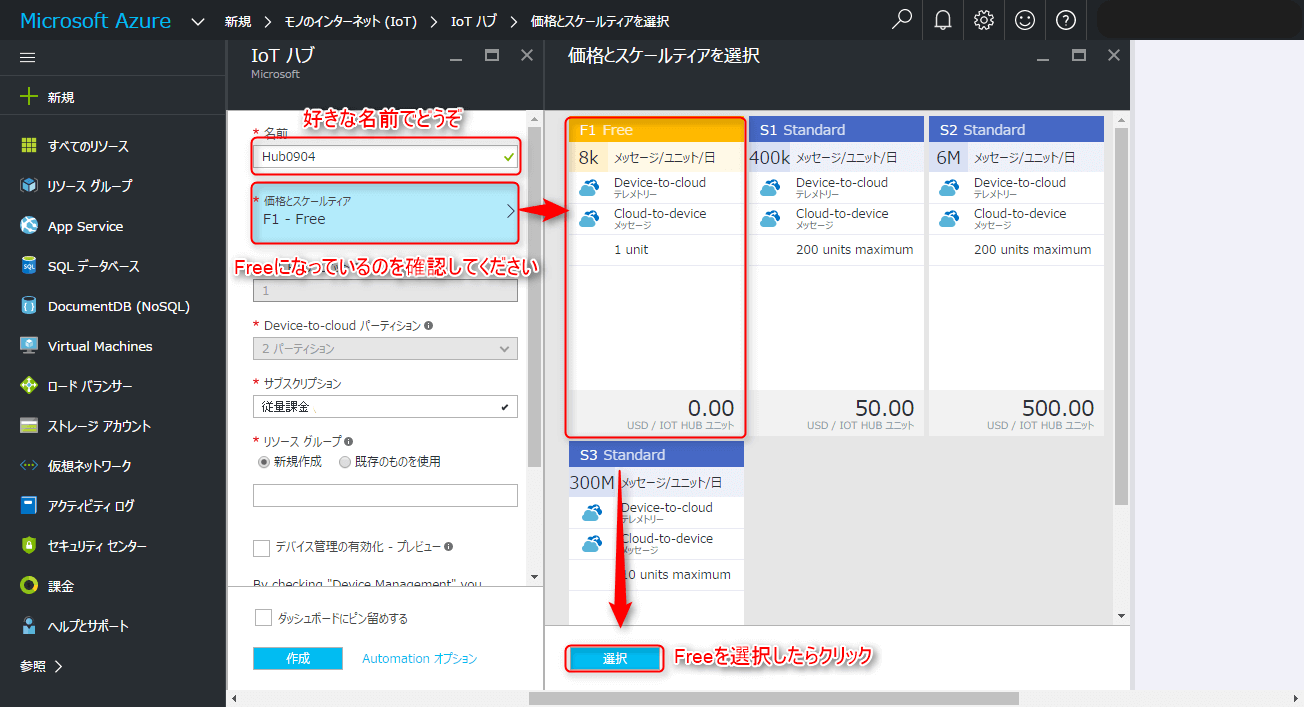 Microsoft Azure
新規 > モノのインターネット (IoT) > IoT ハブ > 価格とスケールティアを選択
新規
すべてのリソース
リソース グループ
App Service
SQL データベース
DocumentDB (NoSQL)
Virtual Machines
ロード バランサー
ストレージ アカウント
仮想ネットワーク
アクティビティ ログ
セキュリティ センター
課金
ヘルプとサポート
参照 >
IoT ハブ
Microsoft
好きな名前でどうぞ
* 名前
Hub0904
* 価格とスケールティア
F1 - Free
Freeになっているのを確認してください
1
* Device-to-cloud パーティション
2 パーティション
* サブスクリプション
従量課金
* リソース グループ
新規作成 既存のものを使用
デバイス管理の有効化 - プレビュー
By checking "Device Management" you
ダッシュボードにピン留めする
作成 Automation オプション
価格とスケールティアを選択
F1 Free
8k メッセージ/ユニット/日
Device-to-cloud
テレメトリー
Cloud-to-device
メッセージ
1 unit
0.00
USD / IOT HUB ユニット
S1 Standard
400k メッセージ/ユニット/日
Device-to-cloud
テレメトリー
Cloud-to-device
メッセージ
200 units maximum
50.00
USD / IOT HUB ユニット
S2 Standard
6M メッセージ/ユニット/日
Device-to-cloud
テレメトリー
Cloud-to-device
メッセージ
200 units maximum
500.00
USD / IOT HUB ユニット
S3 Standard
300M メッセージ/ユニット/日
Device-to-cloud
テレメトリー
Cloud-to-device
メッセージ
10 units maximum
選択
Freeを選択したらクリック